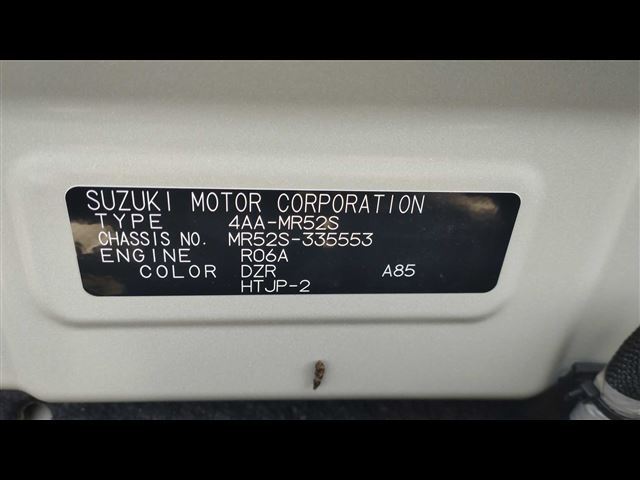 SUZUKI MOTOR CORPORATION
TYPE 4AA-MR52S
CHASSIS NO. MR52S-335553
ENGINE R06A
COLOR DZR A85
HTJP-2